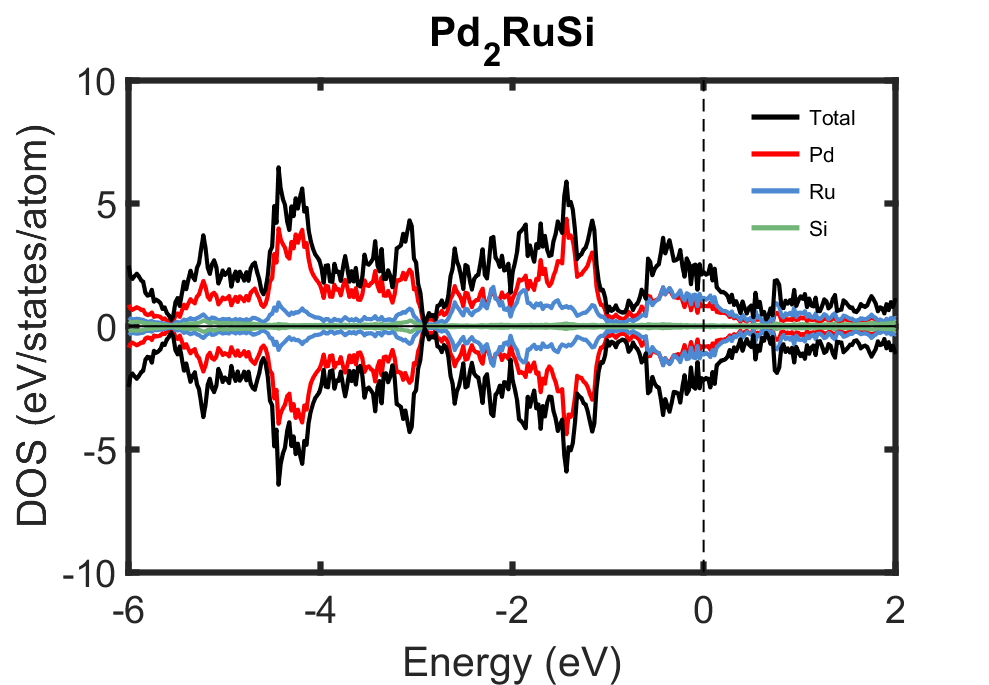 Pd2RuSi
10
5
0
-5
-10
DOS (eV/states/atom)
Total
Pd
Ru
Si
-6
-4
-2
0
2
Energy (eV)